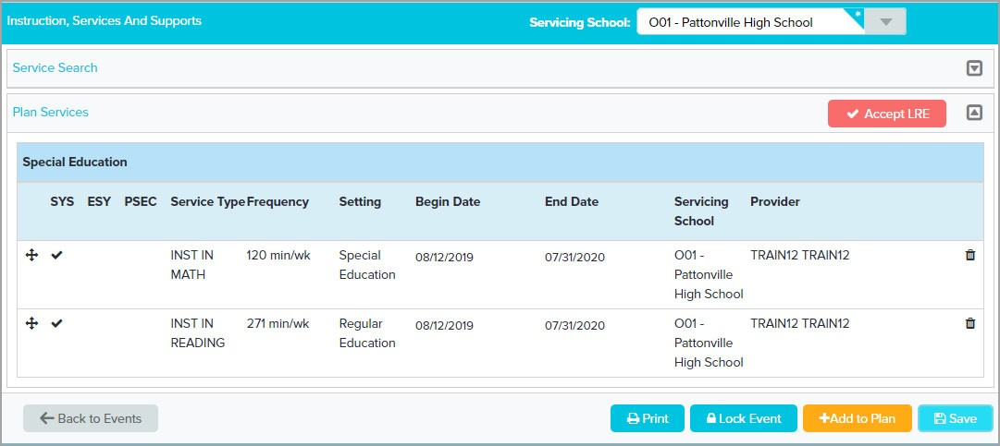 Instruction, Services And Supports
Servicing School: O01 - Pattonville High School *
Service Search
Plan Services
Accept LRE
Special Education
SYS ESY PSEC Service Type Frequency Setting Begin Date End Date Servicing School Provider
INST IN MATH 120 min/wk Special Education 08/12/2019 07/31/2020 O01 - Pattonville High School TRAIN12 TRAIN12
INST IN READING 271 min/wk Regular Education 08/12/2019 07/31/2020 O01 - Pattonville High School TRAIN12 TRAIN12
Back to Events
Print
Lock Event
+Add to Plan
Save